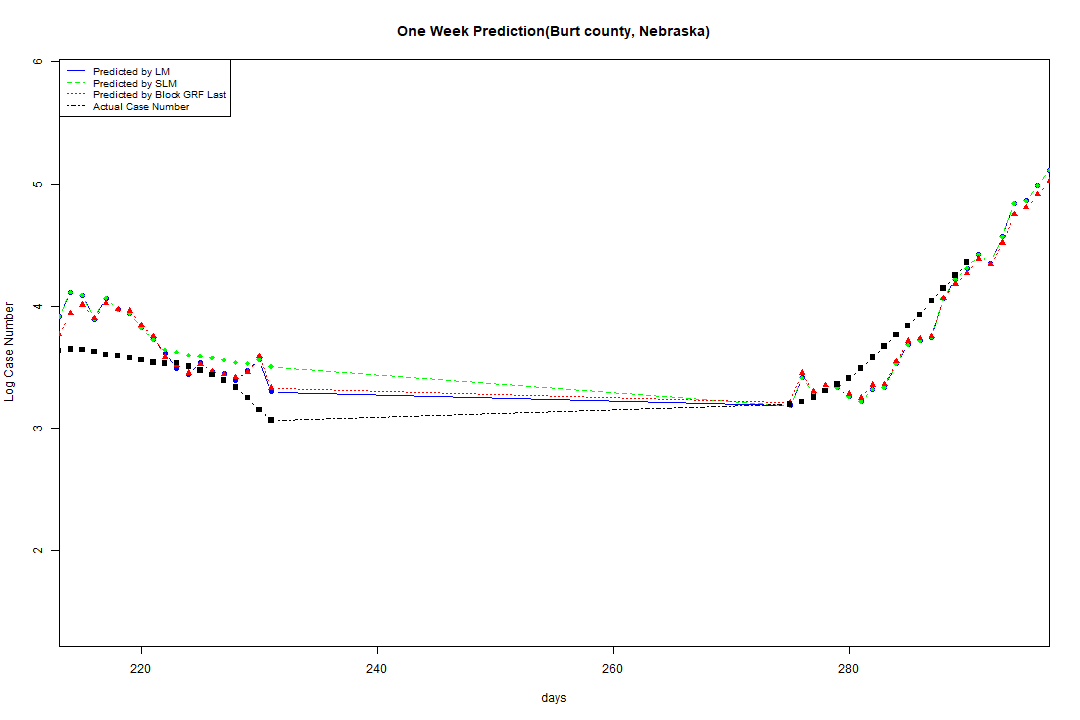 One Week Prediction(Burt county, Nebraska)
6
Predicted by LM
Predicted by SLM
Predicted by Block GRF Last
Actual Case Number
5
4
3
2
Log Case Number
220 240 260 280
days